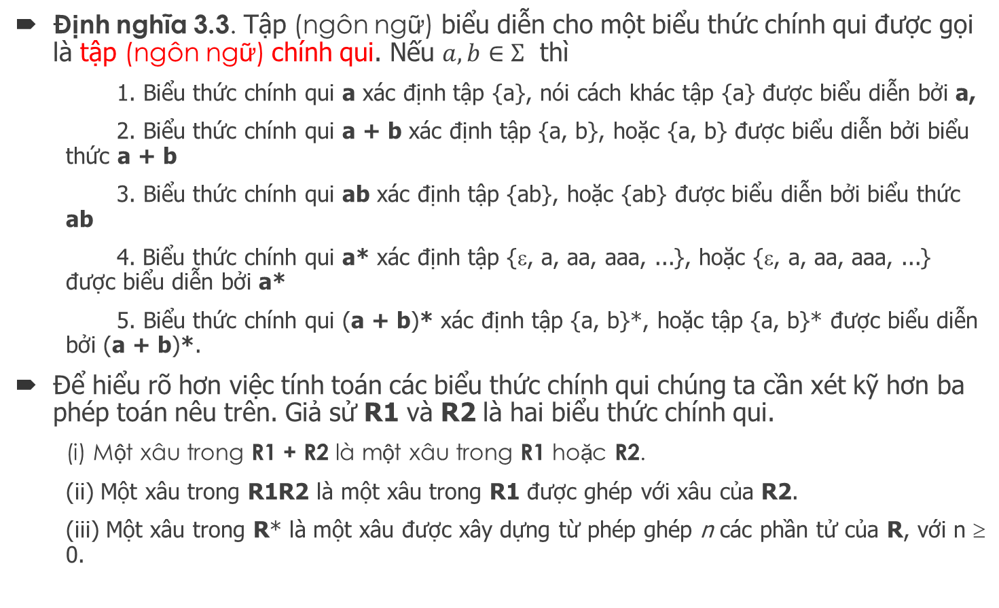 Định nghĩa 3.3. Tập (ngôn ngữ) biểu diễn cho một biểu thức chính qui được gọi
là tập (ngôn ngữ) chính qui. Nếu 𝑎, 𝑏 ∈ Σ thì
1. Biểu thức chính qui a xác định tập {a}, nói cách khác tập {a} được biểu diễn bởi a,
2. Biểu thức chính qui a + b xác định tập {a, b}, hoặc {a, b} được biểu diễn bởi biểu
thức a + b
3. Biểu thức chính qui ab xác định tập {ab}, hoặc {ab} được biểu diễn bởi biểu thức
ab
4. Biểu thức chính qui a* xác định tập {ε, a, aa, aaa, ...}, hoặc {ε, a, aa, aaa, ...}
được biểu diễn bởi a*
5. Biểu thức chính qui (a + b)* xác định tập {a, b}*, hoặc tập {a, b}* được biểu diễn
bởi (a + b)*.
Để hiểu rõ hơn việc tính toán các biểu thức chính qui chúng ta cần xét kỹ hơn ba
phép toán nêu trên. Giả sử R1 và R2 là hai biểu thức chính qui.
(i) Một xâu trong R1 + R2 là một xâu trong R1 hoặc R2.
(ii) Một xâu trong R1R2 là một xâu trong R1 được ghép với xâu của R2.
(iii) Một xâu trong R* là một xâu được xây dựng từ phép ghép n các phần tử của R, với n ≥
0.